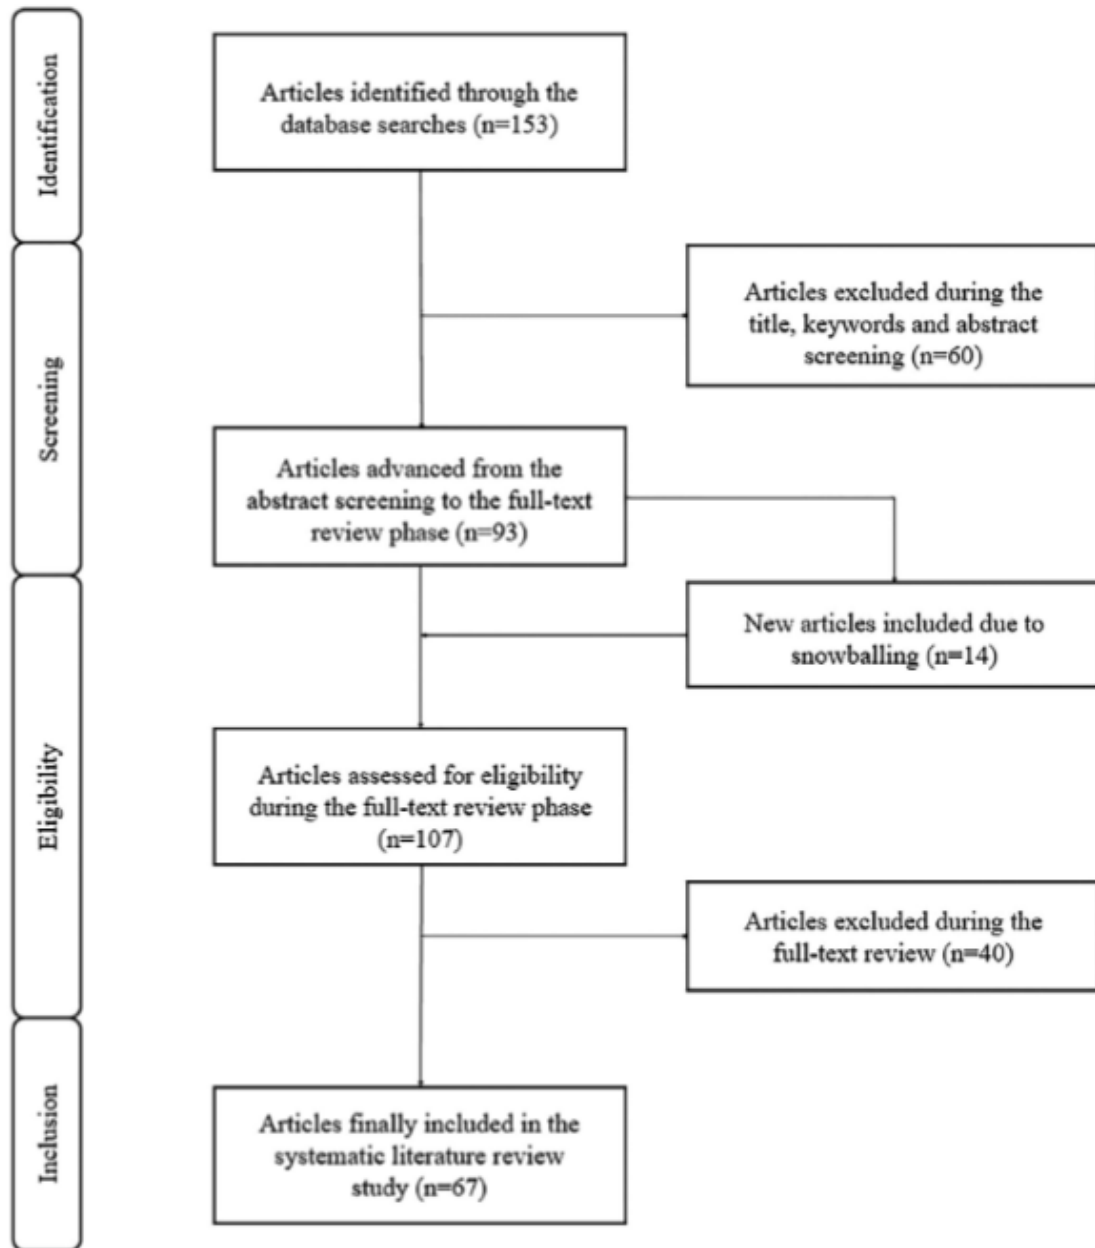 Identification
Articles identified through the
database searches (n=153)
Screening
Articles excluded during the
title, keywords and abstract
screening (n=60)
Articles advanced from the
abstract screening to the full-text
review phase (n=93)
Eligibility
New articles included due to
snowballing (n=14)
Articles assessed for eligibility
during the full-text review phase
(n=107)
Articles excluded during the
full-text review (n=40)
Inclusion
Articles finally included in the
systematic literature review
study (n=67)